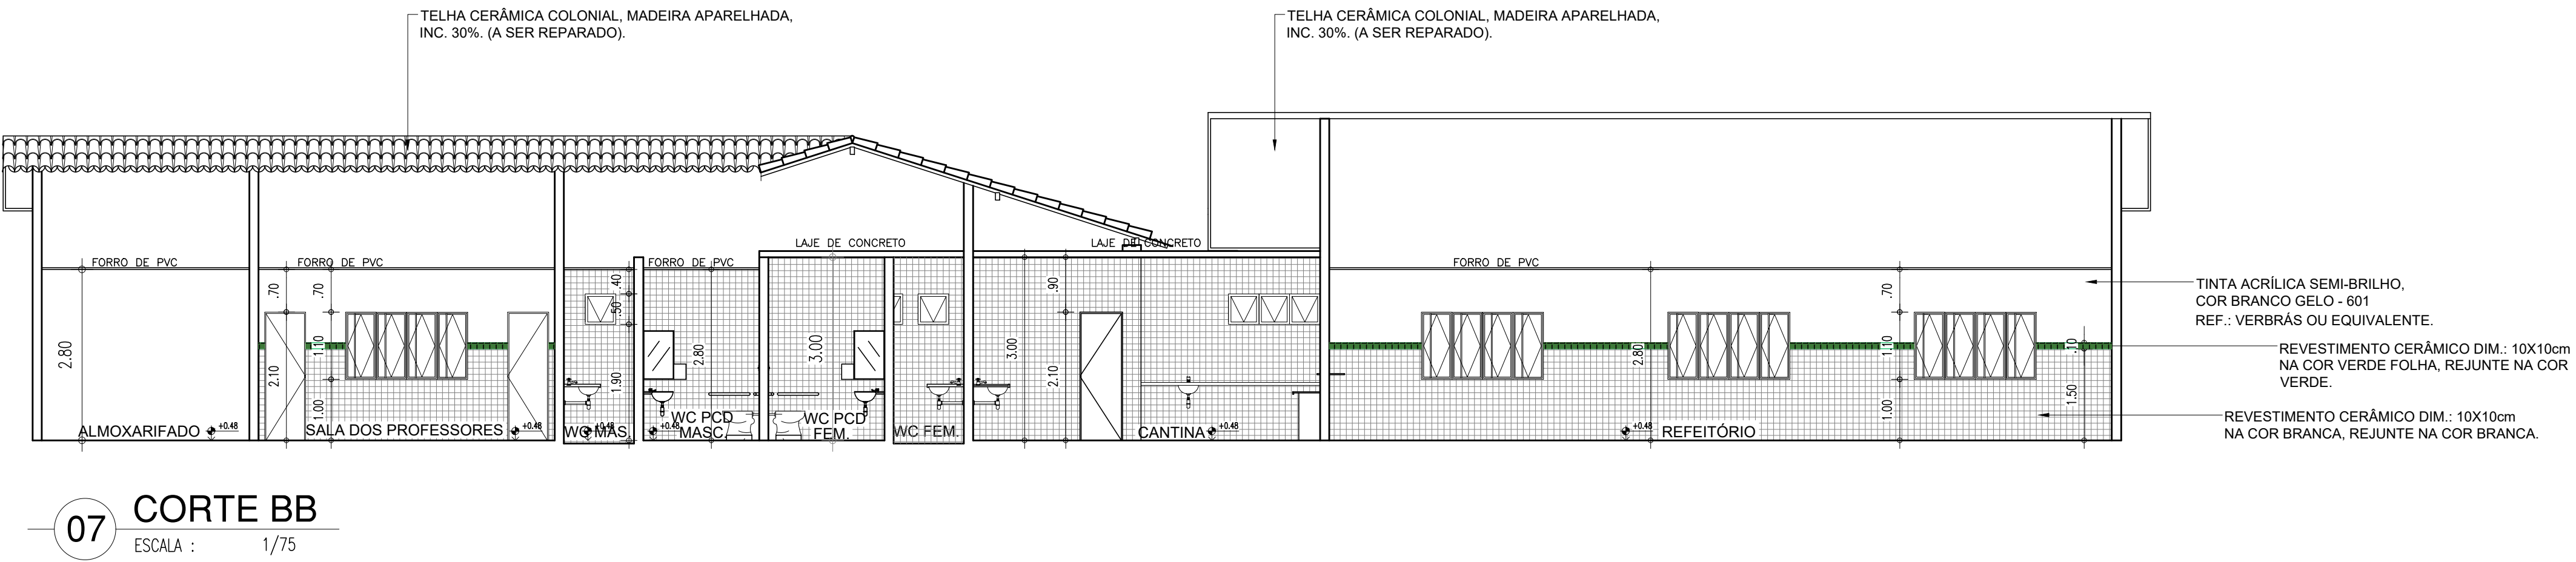 TELHA CERÂMICA COLONIAL, MADEIRA APARELHADA,
INC. 30%. (A SER REPARADO).
TELHA CERÂMICA COLONIAL, MADEIRA APARELHADA,
INC. 30%. (A SER REPARADO).
LAJE DE CONCRETO
LAJE DE CONCRETO
FORRO DE PVC
FORRO DE PVC
FORRO DE PVC
FORRO DE PVC
2.80
.70
.70
2.10
1.10
1.00
.40
.50
1.90
2.80
3.00
3.00
.90
2.10
2.80
.70
1.10
1.00
.10
1.50
TINTA ACRÍLICA SEMI-BRILHO,
COR BRANCO GELO - 601
REF.: VERBRÁS OU EQUIVALENTE.
REVESTIMENTO CERÂMICO DIM.: 10X10cm
NA COR VERDE FOLHA, REJUNTE NA COR
VERDE.
REVESTIMENTO CERÂMICO DIM.: 10X10cm
NA COR BRANCA, REJUNTE NA COR BRANCA.
ALMOXARIFADO +0.48
SALA DOS PROFESSORES +0.48
WC MAS. +0.48
+0.48
WC PCD
MASC.
WC PCD
FEM.
WC FEM.
CANTINA +0.48
+0.48 REFEITÓRIO
07 CORTE BB
ESCALA : 1/75